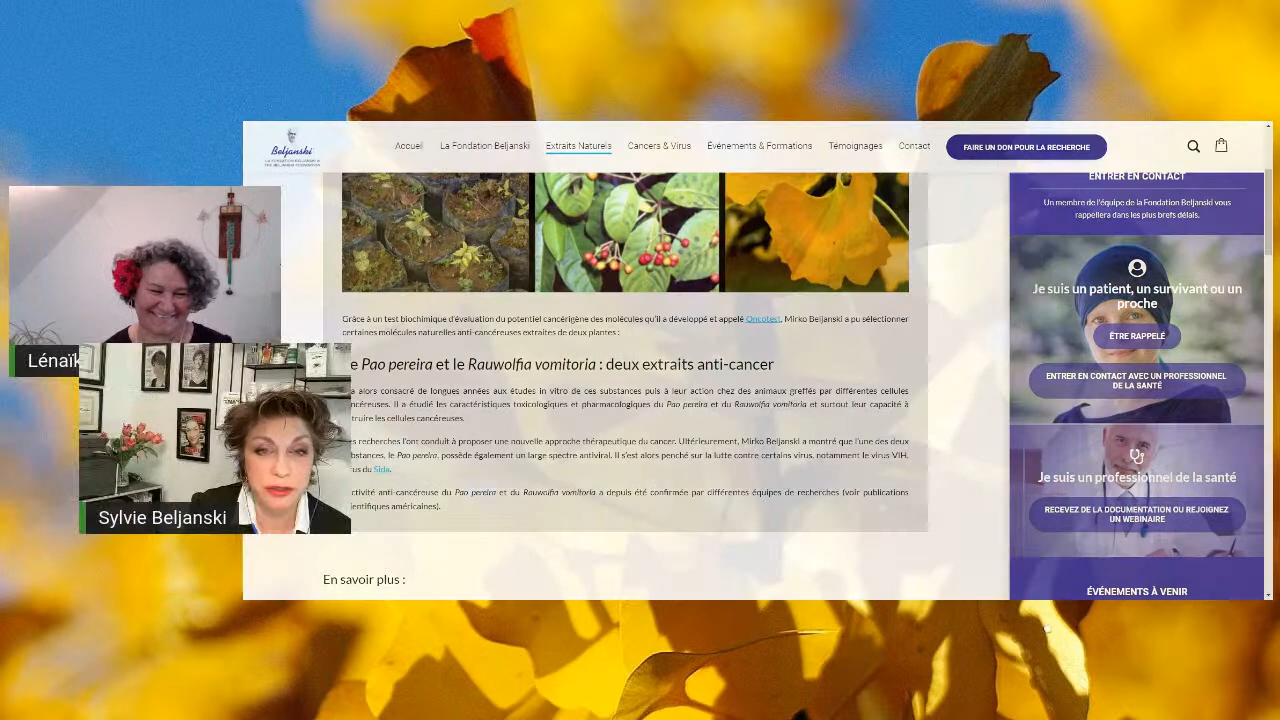 Beljanski
LA FONDATION BELJANSKI &
THE BELJANSKI FOUNDATION
Accueil La Fondation Beljanski Extraits Naturels Cancers & Virus Événements & Formations Témoignages Contact FAIRE UN DON POUR LA RECHERCHE
ENTRER EN CONTACT
Un membre de l'équipe de la Fondation Beljanski vous
rappellera dans les plus brefs délais.
Je suis un patient, un survivant ou un
proche
ÊTRE RAPPELÉ
ENTRER EN CONTACT AVEC UN PROFESSIONNEL
DE LA SANTÉ
Je suis un professionnel de la santé
RECEVEZ DE LA DOCUMENTATION OU REJOIGNEZ
UN WEBINAIRE
ÉVÉNEMENTS À VENIR
Grâce à un test biochimique d'évaluation du potentiel cancérigène des molécules qu'il a développé et appelé Oncotest, Mirko Beljanski a pu sélectionner
certaines molécules naturelles anti-cancéreuses extraites de deux plantes :
e Pao pereira et le Rauwolfia vomitoria : deux extraits anti-cancer
a alors consacré de longues années aux études in vitro de ces substances puis à leur action chez des animaux greffés par différentes cellules
ncéreuses. Il a étudié les caractéristiques toxicologiques et pharmacologiques du Pao pereira et du Rauwolfia vomitoria et surtout leur capacité à
truire les cellules cancéreuses.
es recherches l'ont conduit à proposer une nouvelle approche thérapeutique du cancer. Ultérieurement, Mirko Beljanski a montré que l'une des deux
bstances, le Pao pereira, possède également un large spectre antiviral. Il s'est alors penché sur la lutte contre certains virus, notamment le virus VIH,
rus du Sida.
ctivité anti-cancéreuse du Pao pereira et du Rauwolfia vomitoria a depuis été confirmée par différentes équipes de recherches (voir publications
ientifiques américaines).
En savoir plus :
Lénaïk
Sylvie Beljanski